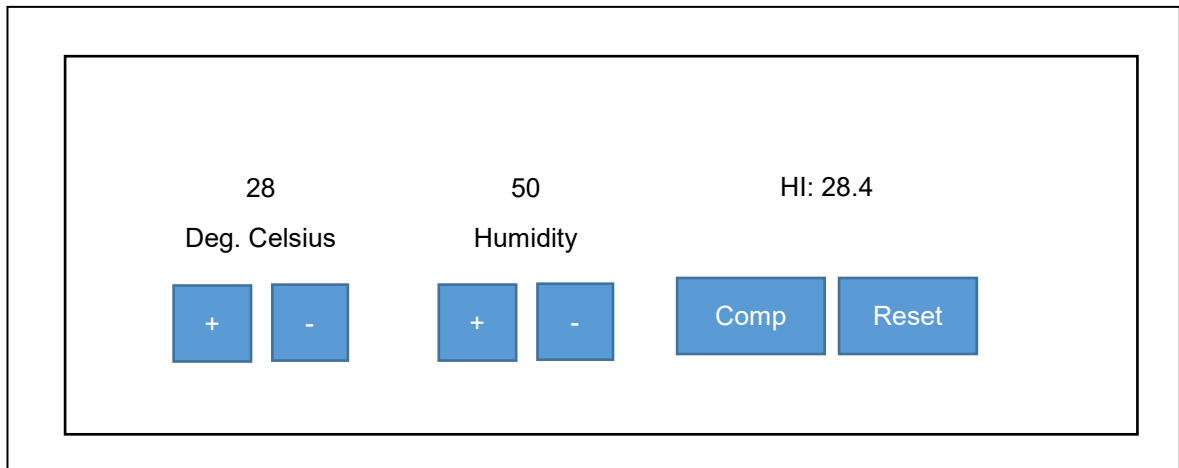 28 50 HI: 28.4
Deg. Celsius Humidity
+ - + - Comp Reset